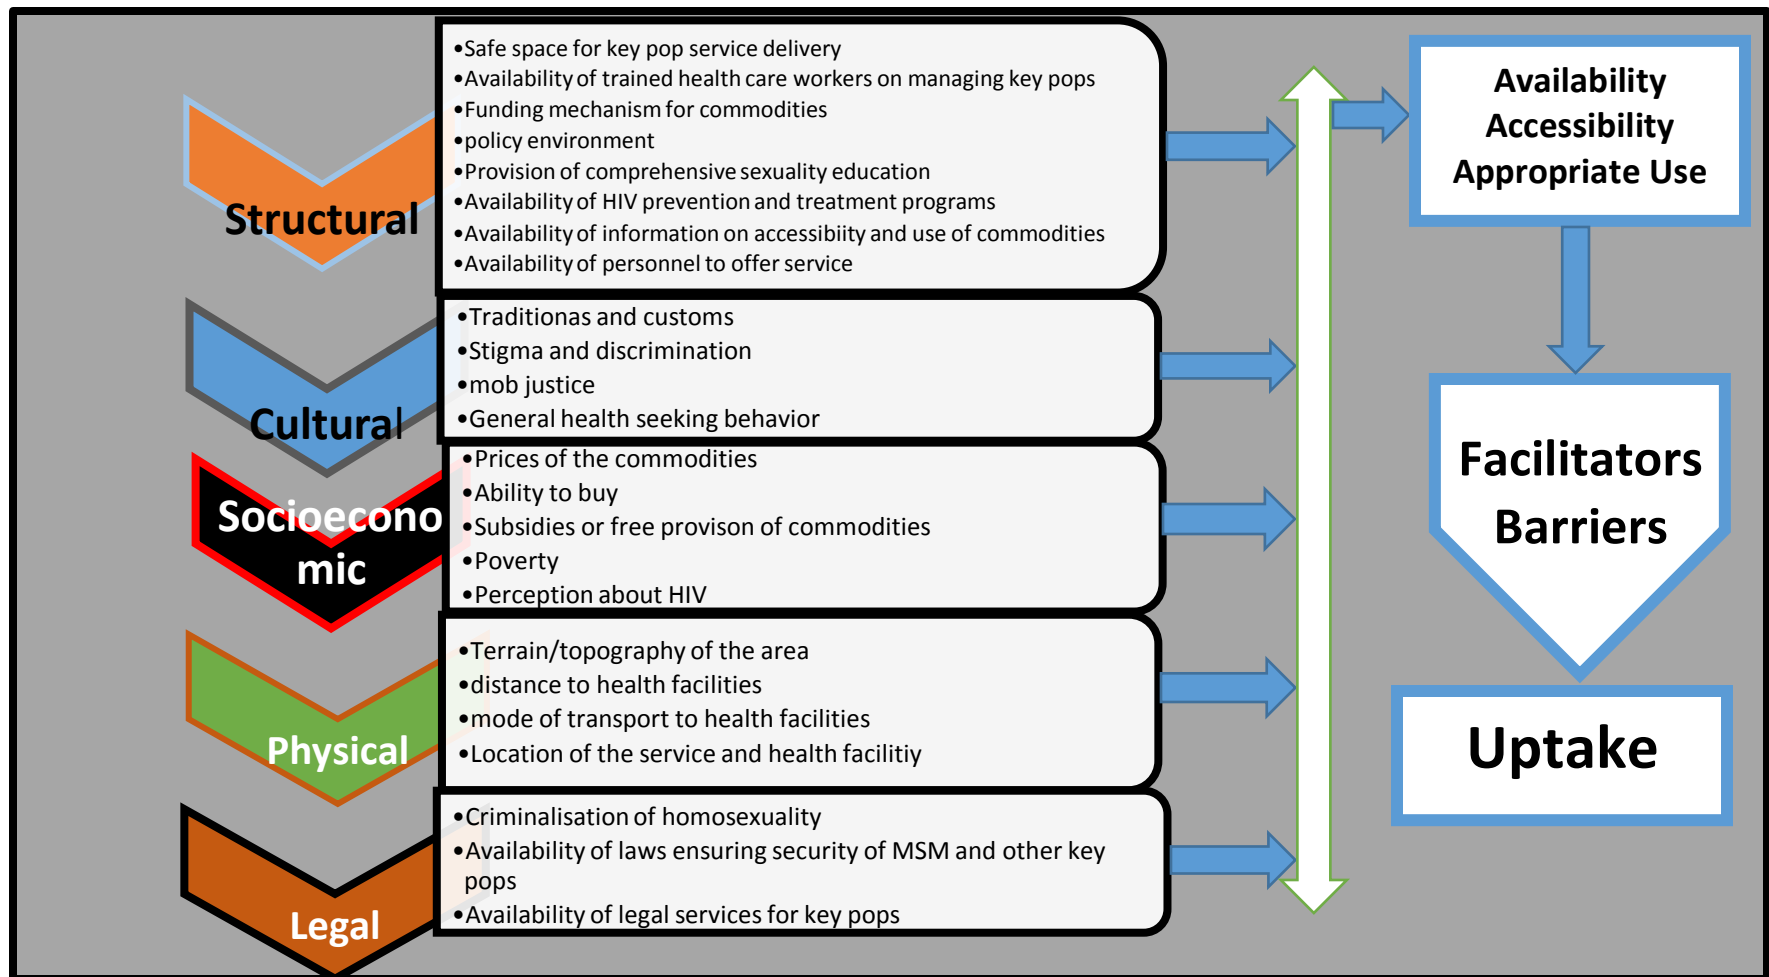 Structural
•Safe space for key pop service delivery
•Availability of trained health care workers on managing key pops
•Funding mechanism for commodities
•policy environment
•Provision of comprehensive sexuality education
•Availability of HIV prevention and treatment programs
•Availability of information on accessibiity and use of commodities
•Availability of personnel to offer service
Cultural
•Traditionas and customs
•Stigma and discrimination
•mob justice
•General health seeking behavior
Socioecono
mic
•Prices of the commodities
•Ability to buy
•Subsidies or free provison of commodities
•Poverty
•Perception about HIV
Physical
•Terrain/topography of the area
•distance to health facilities
•mode of transport to health facilities
•Location of the service and health facilitiy
Legal
•Criminalisation of homosexuality
•Availability of laws ensuring security of MSM and other key
pops
•Availability of legal services for key pops
Availability
Accessibility
Appropriate Use
Facilitators
Barriers
Uptake